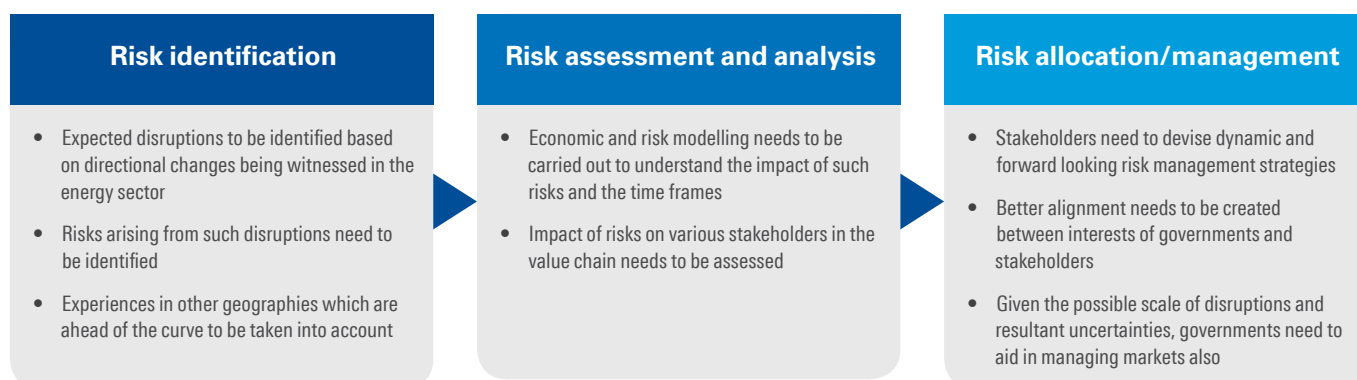 Risk identification
• Expected disruptions to be identified based
on directional changes being witnessed in the
energy sector
• Risks arising from such disruptions need to
be identified
• Experiences in other geographies which are
ahead of the curve to be taken into account
Risk assessment and analysis
• Economic and risk modelling needs to be
carried out to understand the impact of such
risks and the time frames
• Impact of risks on various stakeholders in the
value chain needs to be assessed
Risk allocation/management
• Stakeholders need to devise dynamic and
forward looking risk management strategies
• Better alignment needs to be created
between interests of governments and
stakeholders
• Given the possible scale of disruptions and
resultant uncertainties, governments need to
aid in managing markets also